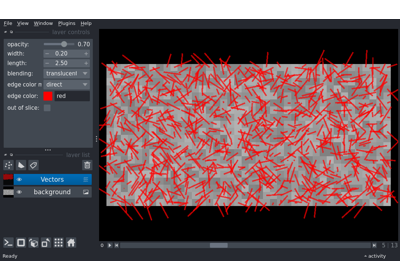 File View Window Plugins Help
layer controls
opacity: 0.70
width: 0.20
length: 2.50
blending: translucent
edge color m direct
edge color: red
out of slice:
layer list
Vectors
background
0 5 13
Ready activity